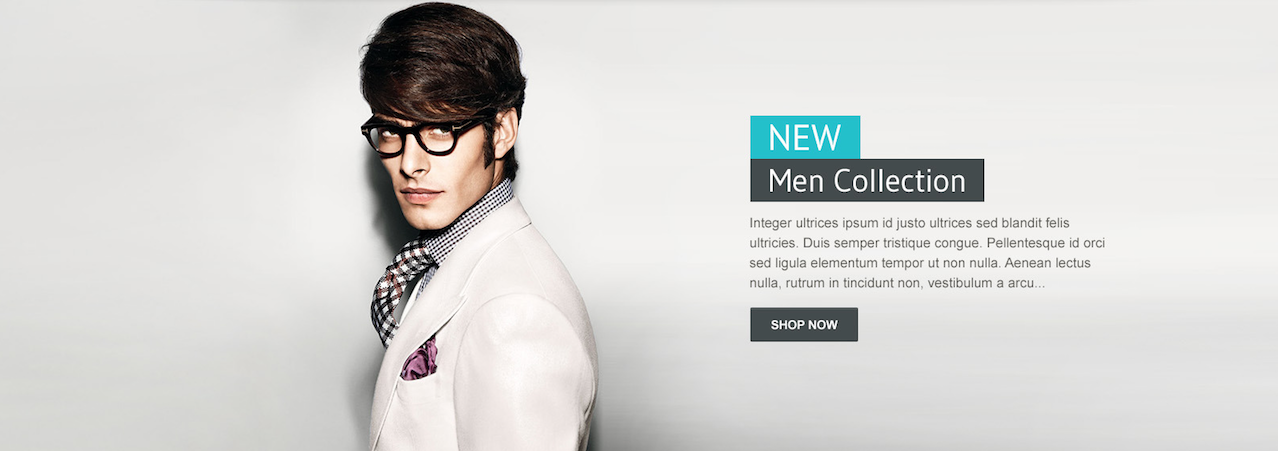 NEW
Men Collection
Integer ultrices ipsum id justo ultrices sed blandit felis
ultricies. Duis semper tristique congue. Pellentesque id orci
sed ligula elementum tempor ut non nulla. Aenean lectus
nulla, rutrum in tincidunt non, vestibulum a arcu...
SHOP NOW